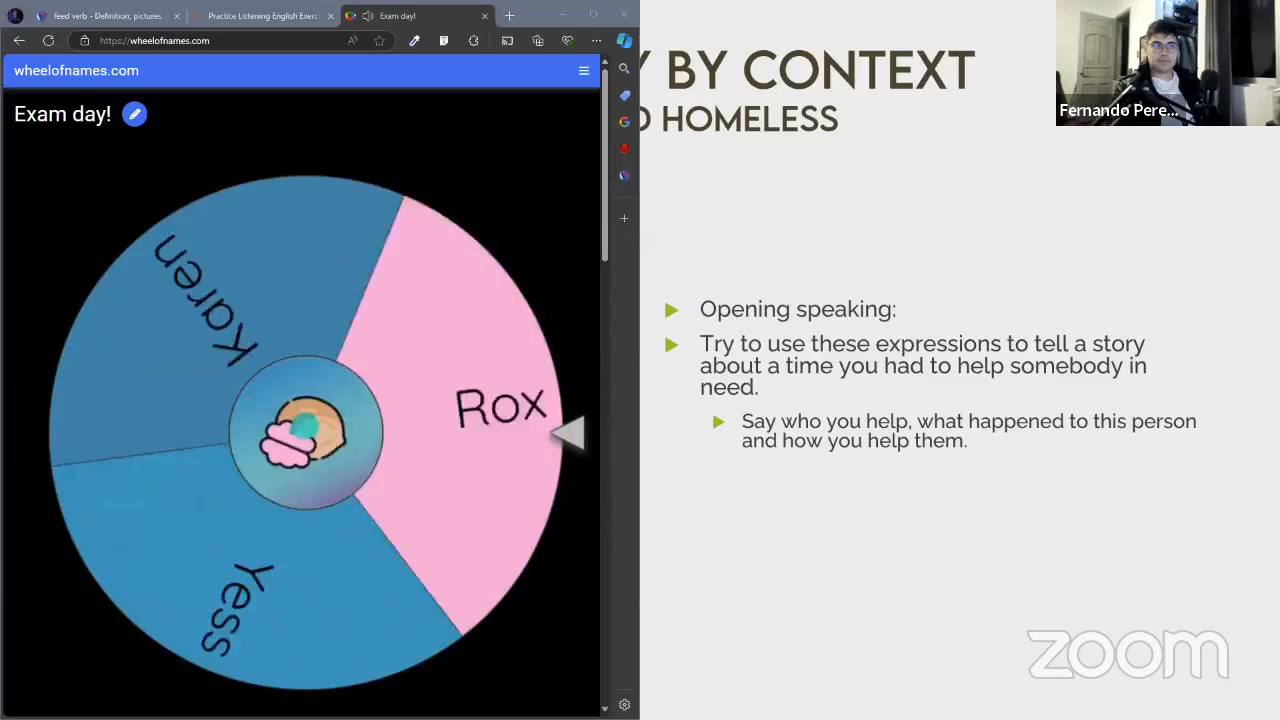 feed verb - Definition, pictures,
Practice Listening English Exerc
Exam day!
https://wheelofnames.com
wheelofnames.com
Exam day!
Karen
Rox
Yess
Y BY CONTEXT
D HOMELESS
Fernando Pere...
Opening speaking:
Try to use these expressions to tell a story
about a time you had to help somebody in
need.
Say who you help, what happened to this person
and how you help them.
zoom